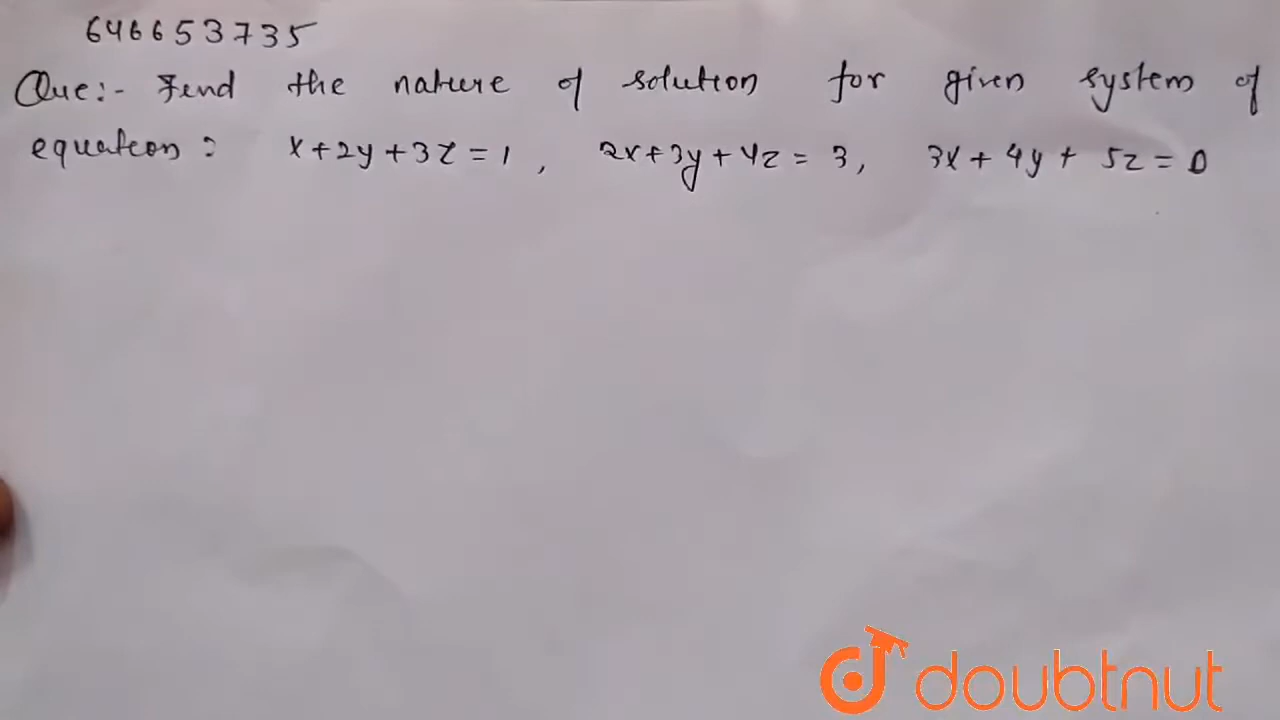 646653735
Que:- Find the nature of solution for given system of
equation: x+2y+3z=1, 2x+3y+4z=3, 3x+4y+5z=0
doubtnut